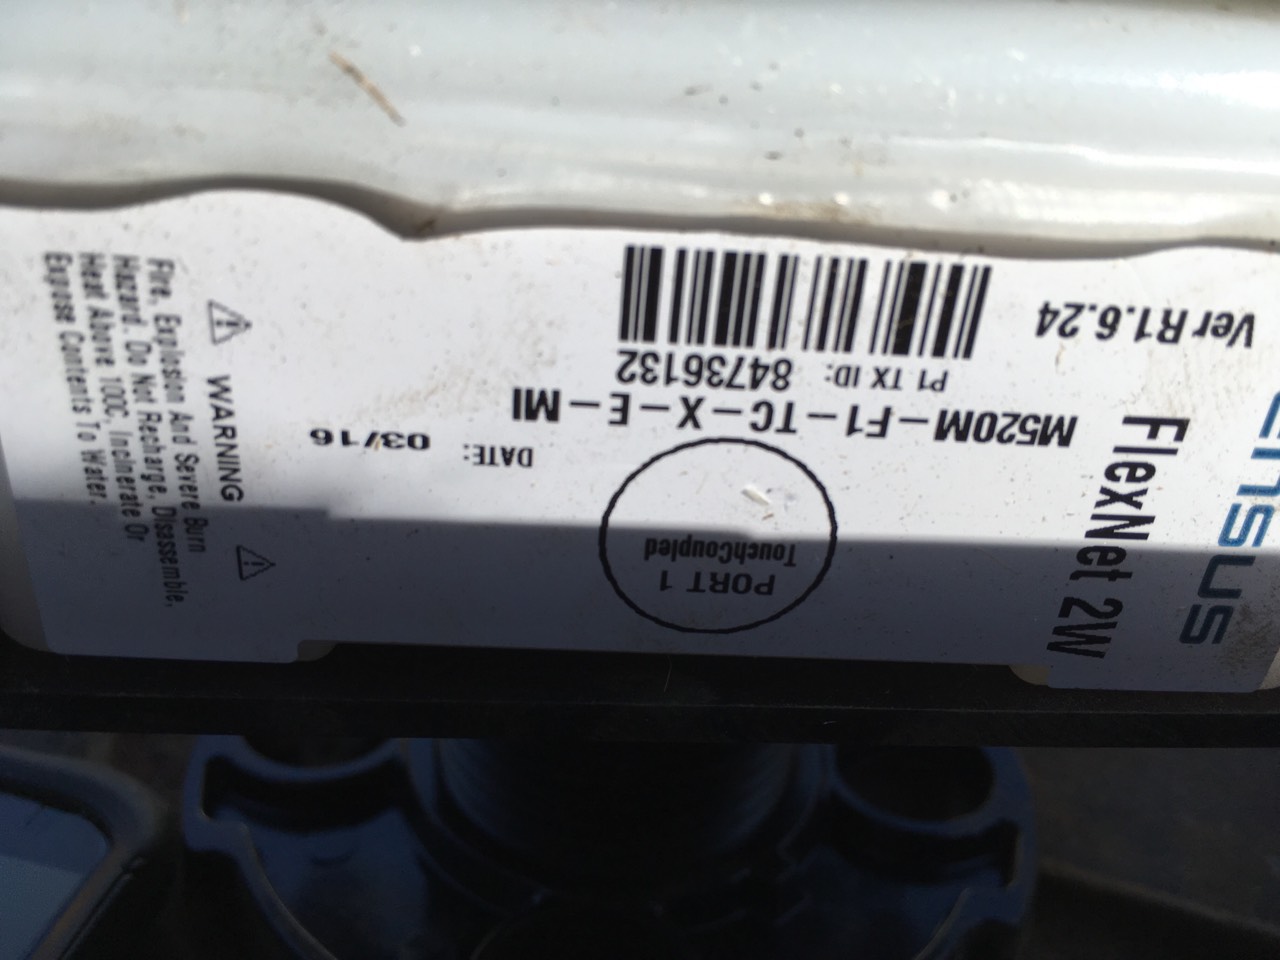 ensus
FlexNet 2W
Ver R1.6.24
PORT 1
TouchCoupled
DATE: 03/16
M520M-F1-TC-X-E-MI
P1 TX ID: 84736132
WARNING
Fire, Explosion And Severe Burn
Hazard. Do Not Recharge, Disassemble,
Heat Above 100C, Incinerate Or
Expose Contents To Water.